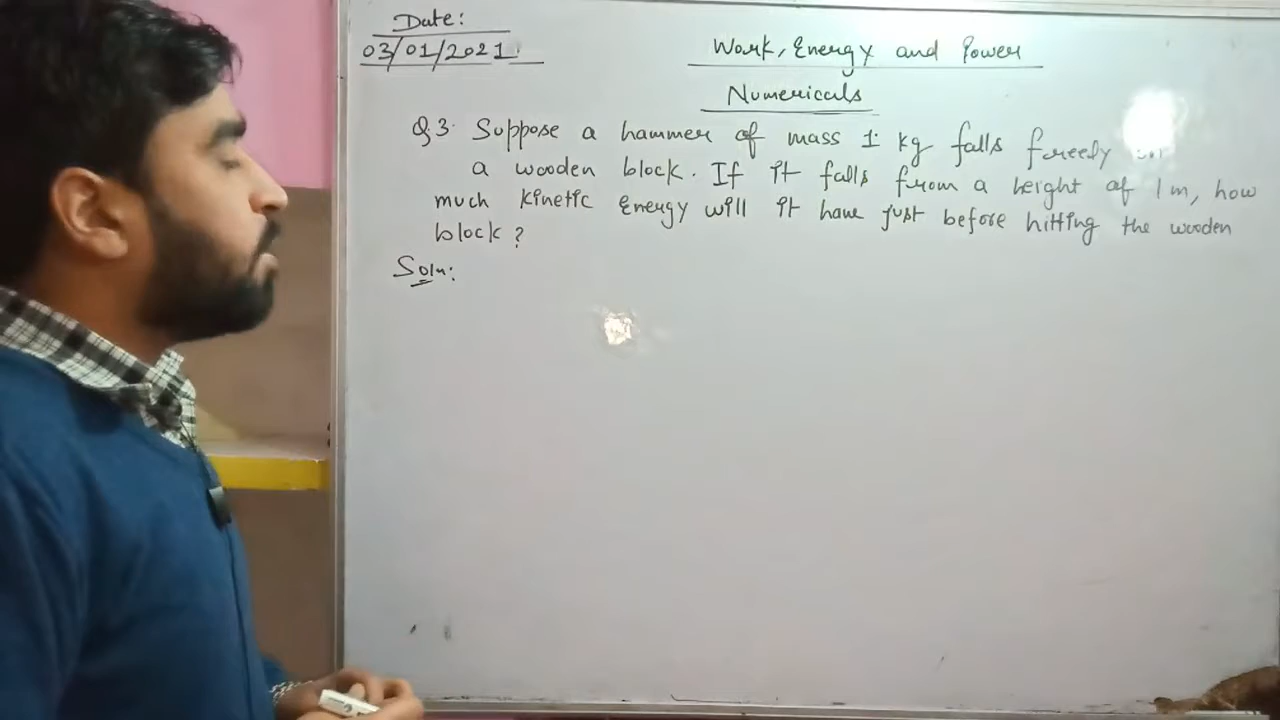 Date:
03/01/2021.
Work, Energy and Power
Numericals
Q.3. Suppose a hammer of mass 1 kg falls freely
a wooden block. If it falls from a height of 1m, how
much kinetic Energy will it have just before hitting the wooden
block?
Soln: